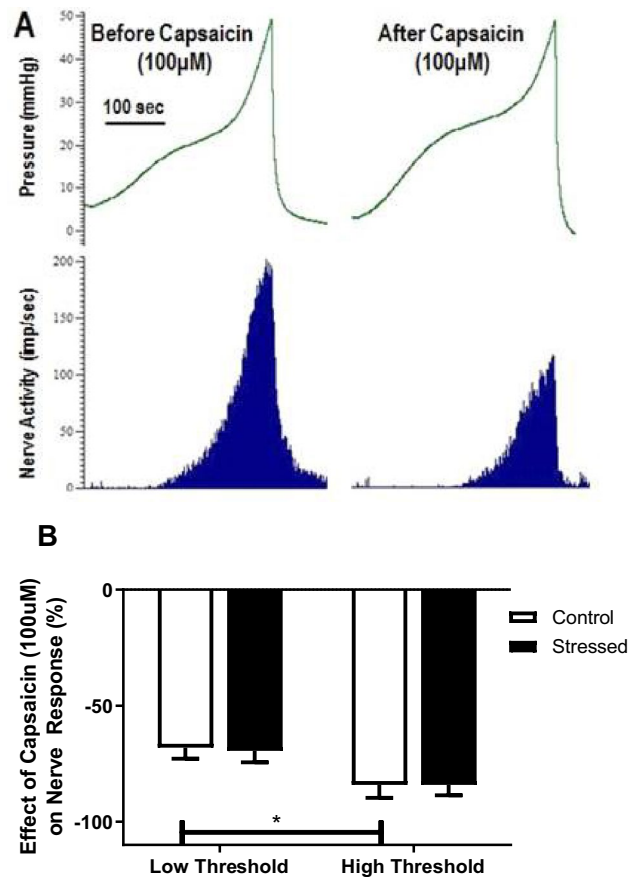 A
Before Capsaicin
(100µM)
After Capsaicin
(100µM)
100 sec
Pressure (mmHg)
50
40
30
20
10
0
Nerve Activity (imp/sec)
200
150
100
50
0
B
Effect of Capsaicin (100uM)
on Nerve Response (%)
0
-50
-100
Control
Stressed
*
Low Threshold
High Threshold